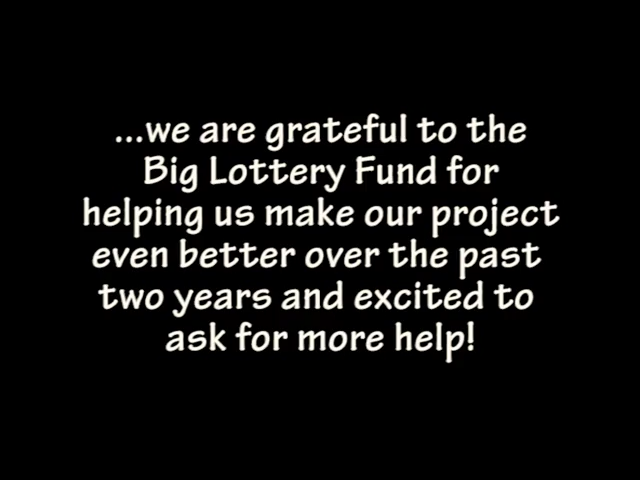 ...we are grateful to the
Big Lottery Fund for
helping us make our project
even better over the past
two years and excited to
ask for more help!